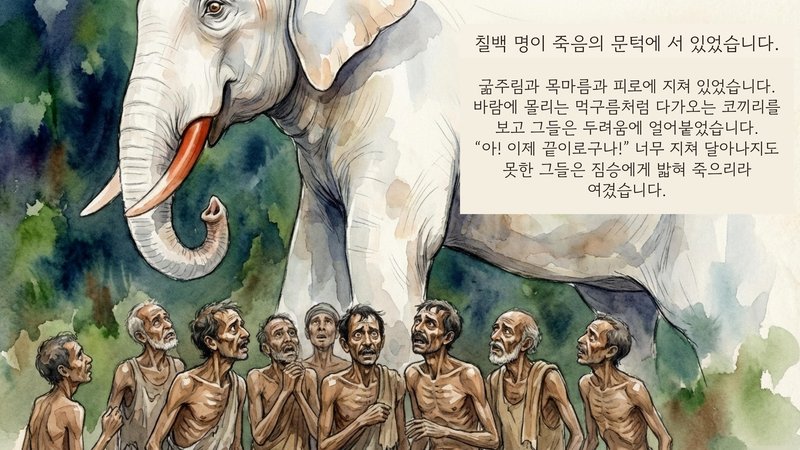 칠백 명이 죽음의 문턱에 서 있었습니다.
굶주림과 목마름과 피로에 지쳐 있었습니다.
바람에 몰리는 먹구름처럼 다가오는 코끼리를
보고 그들은 두려움에 얼어붙었습니다.
“아! 이제 끝이로구나!” 너무 지쳐 달아나지도
못한 그들은 짐승에게 밟혀 죽으리라
여겼습니다.